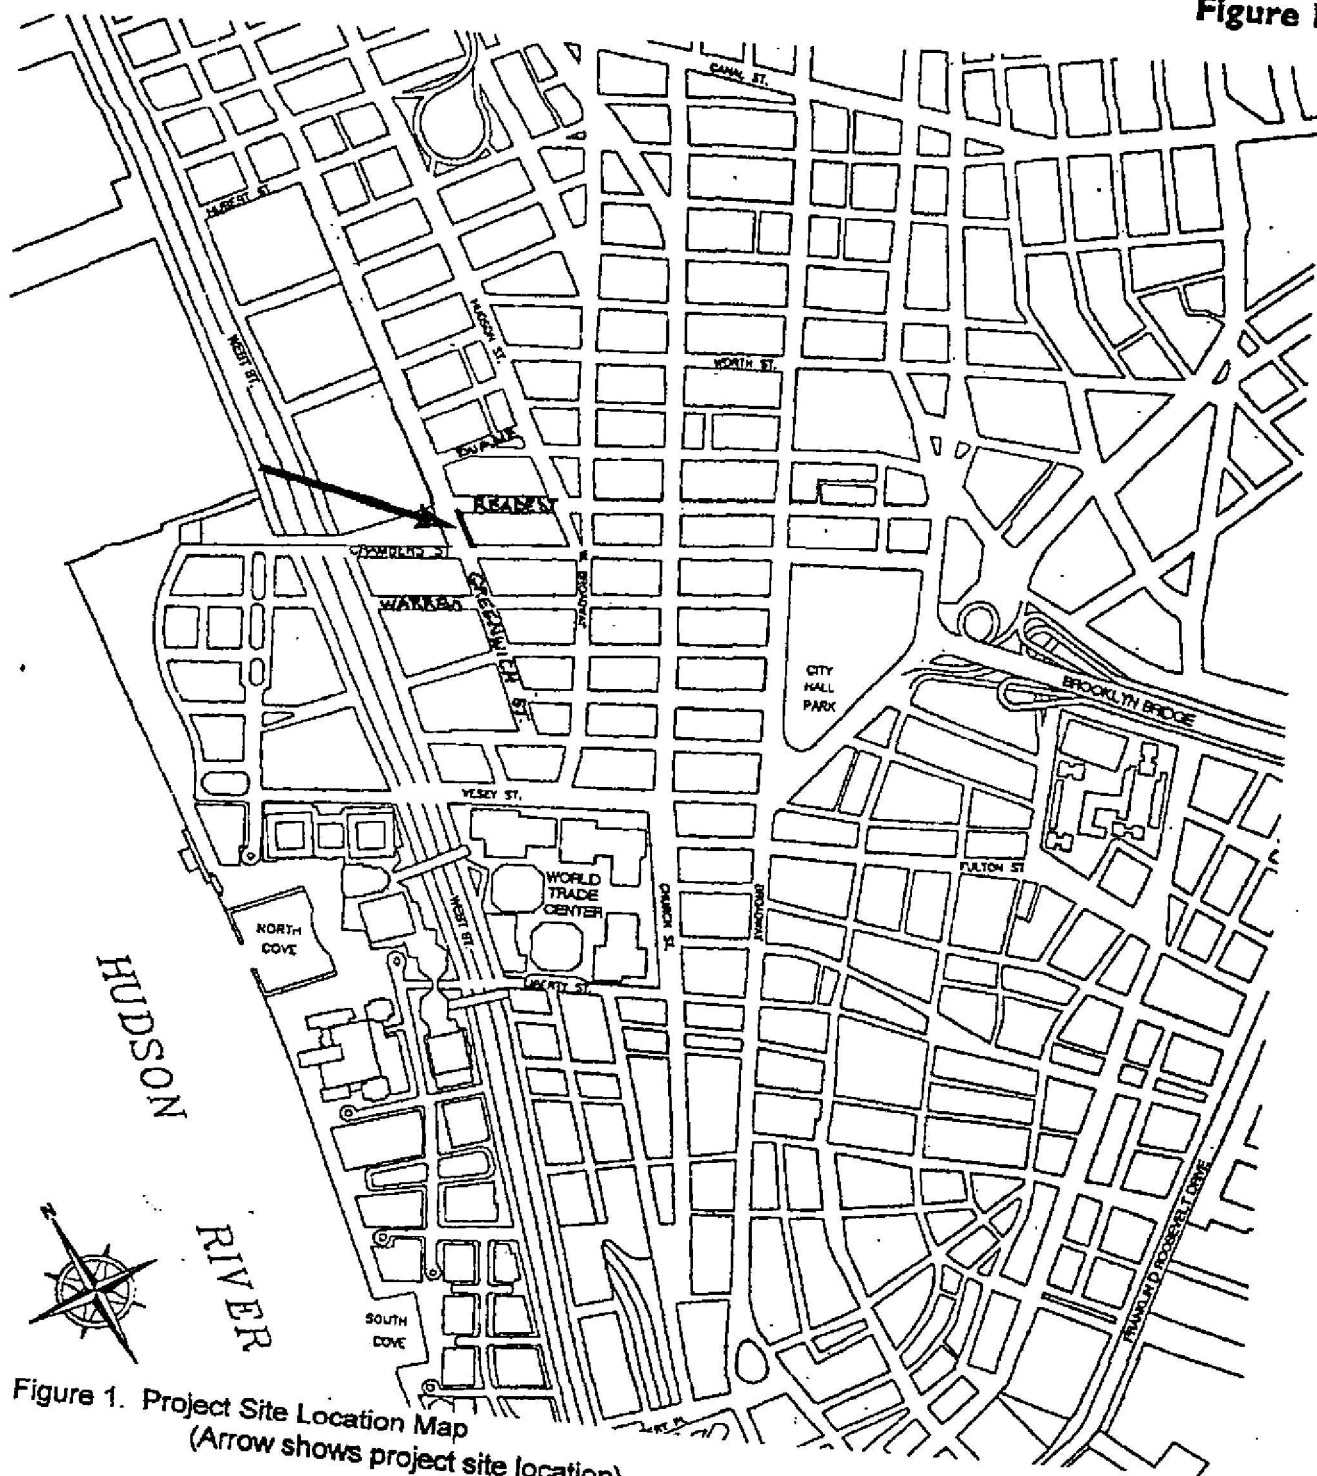 Figure
CANAL ST.
HUBERT ST.
HUDSON ST.
WEST ST.
WORTH ST.
DUANE
READE ST
CHAMBERS S
WARREN
GREENWICH ST.
W. BROADWAY
CITY
HALL
PARK
BROOKLYN BRIDGE
VESEY ST.
FULTON ST
WORLD
TRADE
CENTER
CHURCH ST.
BROADWAY
WEST ST.
NORTH
COVE
LIBERTY ST.
HUDSON
RIVER
FRANKLIN D. ROOSEVELT DRIVE
N
SOUTH
COVE
Figure 1. Project Site Location Map
(Arrow shows project site location)